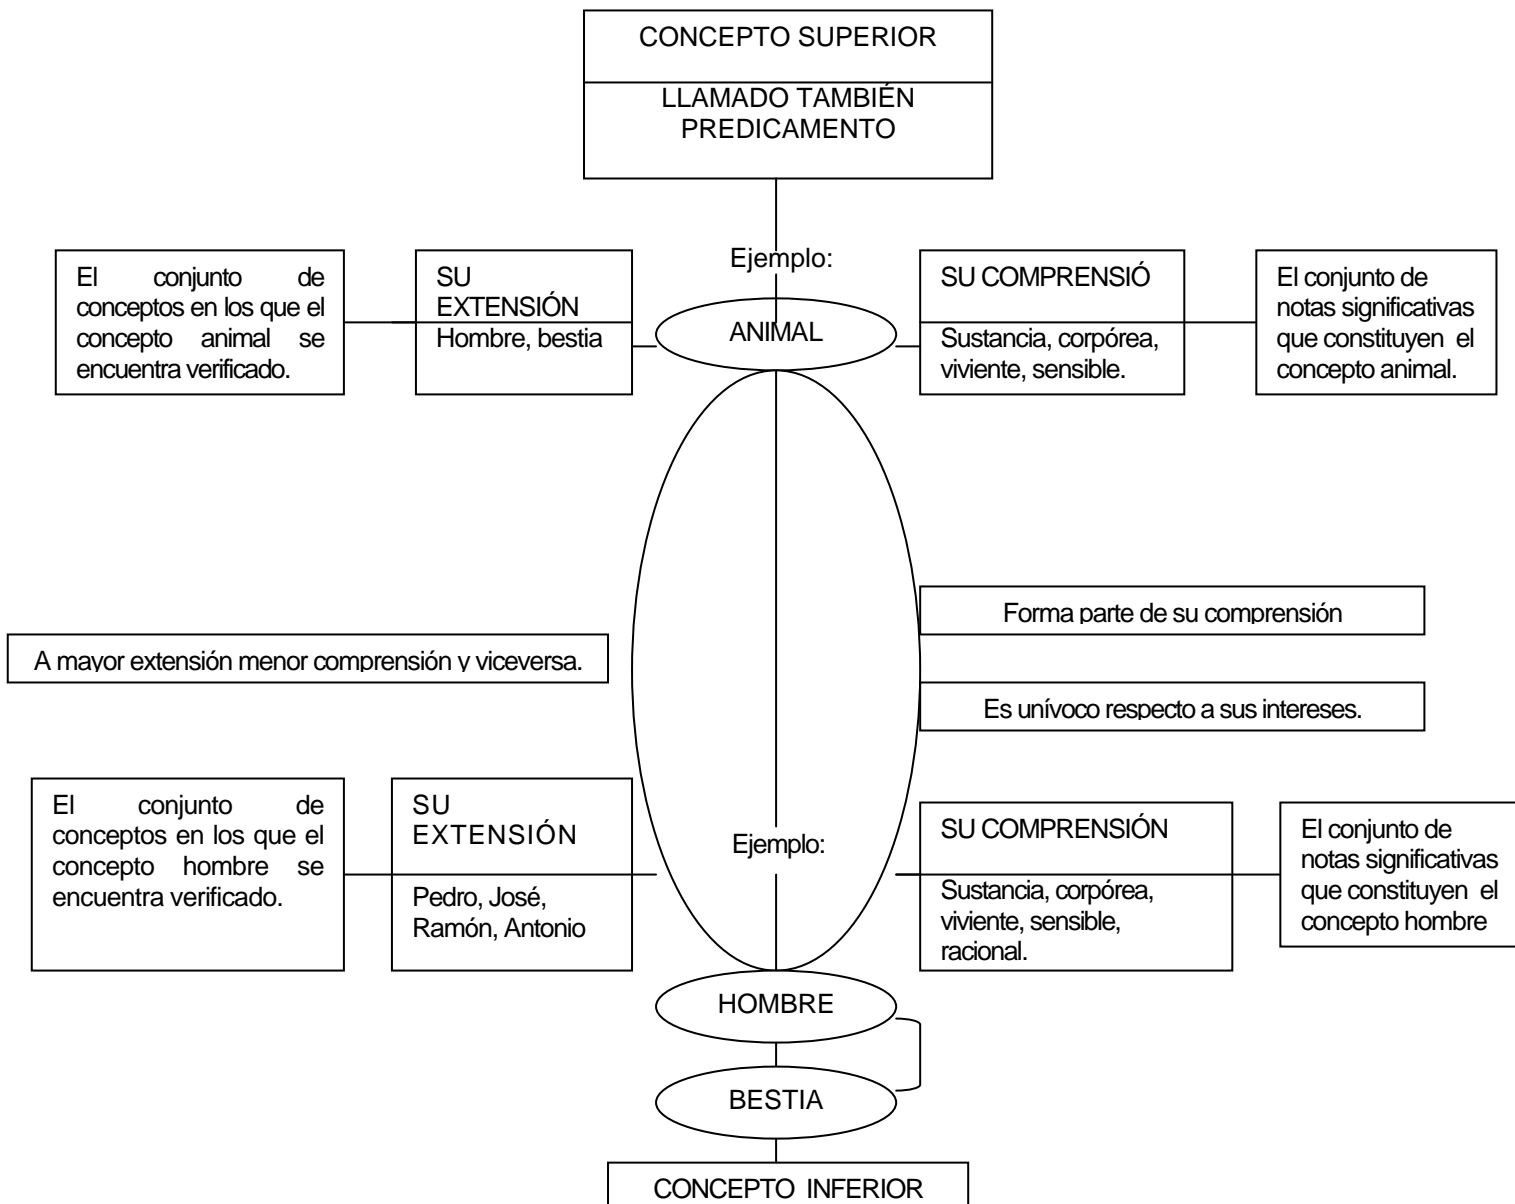 CONCEPTO SUPERIOR
LLAMADO TAMBIÉN
PREDICAMENTO
Ejemplo:
El conjunto de
conceptos en los que el
concepto animal se
encuentra verificado.
SU
EXTENSIÓN
Hombre, bestia
ANIMAL
SU COMPRENSIÓ
Sustancia, corpórea,
viviente, sensible.
El conjunto de
notas significativas
que constituyen el
concepto animal.
Forma parte de su comprensión
A mayor extensión menor comprensión y viceversa.
Es unívoco respecto a sus intereses.
El conjunto de
conceptos en los que el
concepto hombre se
encuentra verificado.
SU
EXTENSIÓN
Pedro, José,
Ramón, Antonio
Ejemplo:
SU COMPRENSIÓN
Sustancia, corpórea,
viviente, sensible,
racional.
El conjunto de
notas significativas
que constituyen el
concepto hombre
HOMBRE
BESTIA
CONCEPTO INFERIOR